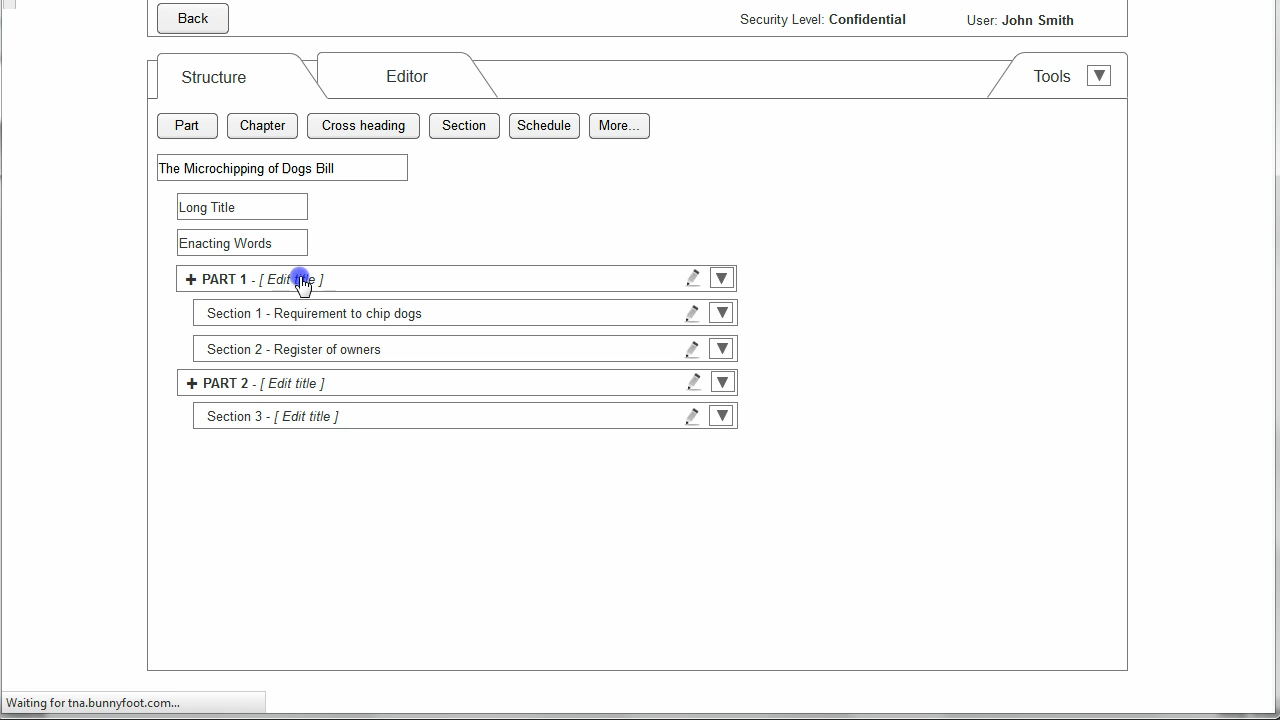 Back
Security Level: Confidential
User: John Smith
Structure
Editor
Tools
Part
Chapter
Cross heading
Section
Schedule
More...
The Microchipping of Dogs Bill
Long Title
Enacting Words
PART 1 - [ Edit title ]
Section 1 - Requirement to chip dogs
Section 2 - Register of owners
PART 2 - [ Edit title ]
Section 3 - [ Edit title ]
Waiting for tna.bunnyfoot.com...